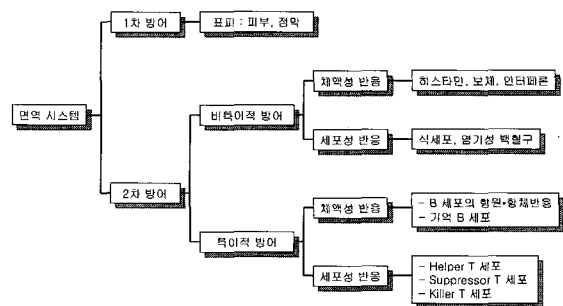 1차 방어
표피 : 피부, 점막
면역 시스템
2차 방어
비특이적 방어
체액성 반응
히스타민, 보체, 인터페론
세포성 반응
식세포, 염기성 백혈구
특이적 방어
체액성 반응
- B 세포의 항원•항체반응
- 기억 B 세포
세포성 반응
- Helper T 세포
- Suppressor T 세포
- Killer T 세포